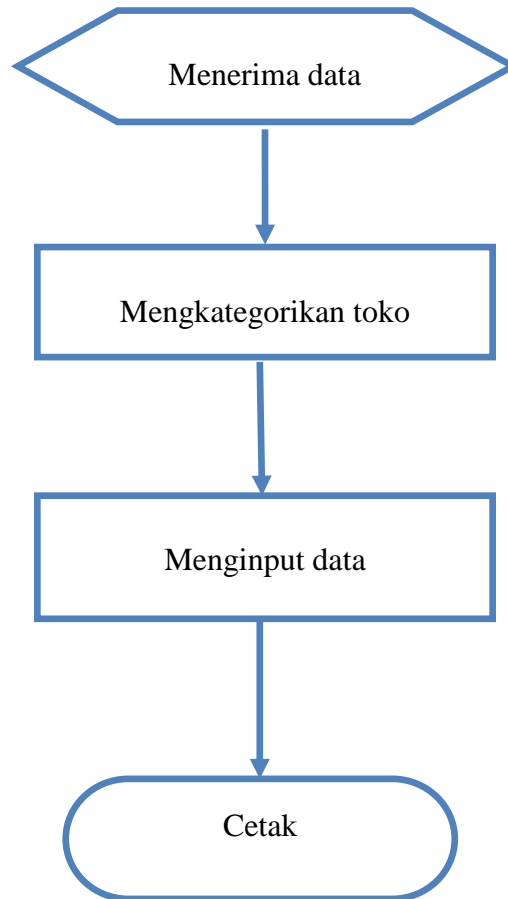 Menerima data
Mengkategorikan toko
Menginput data
Cetak